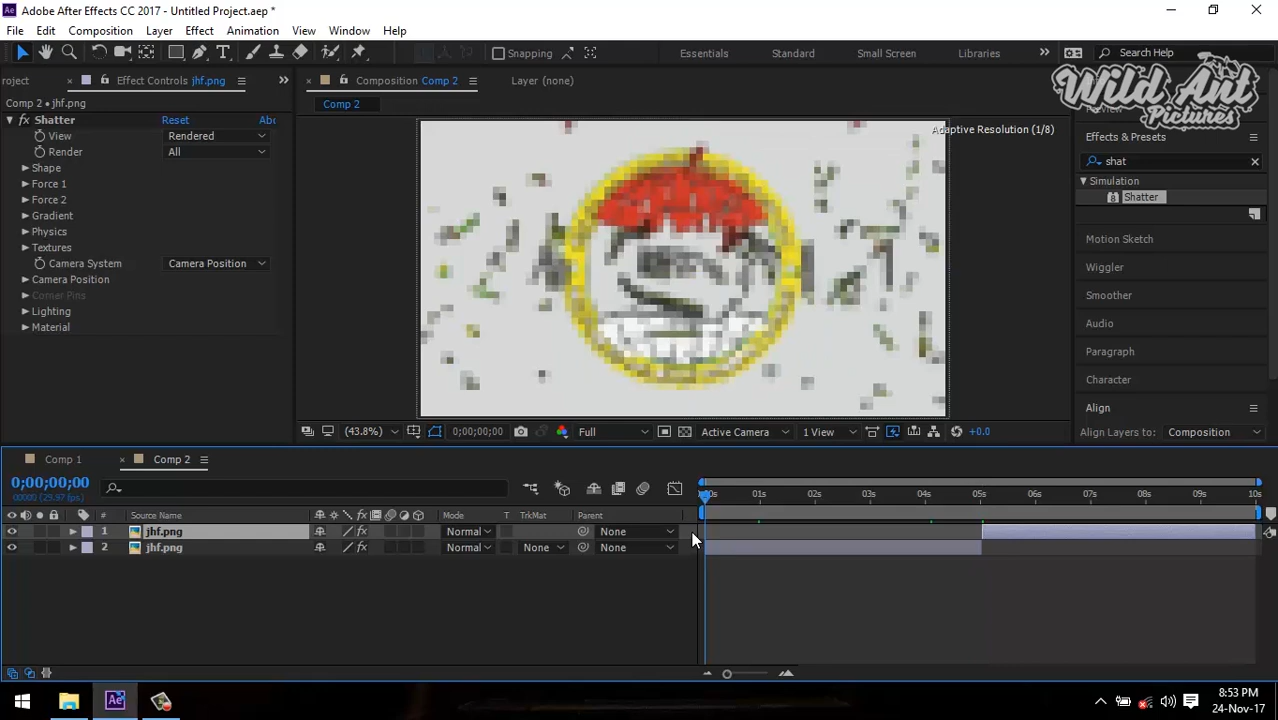 Adobe After Effects CC 2017 - Untitled Project.aep *
File Edit Composition Layer Effect Animation View Window Help
Snapping Essentials Standard Small Screen Libraries Search Help
Wild Ant
Pictures
roject Effect Controls jhf.png Composition Comp 2 Layer (none)
Comp 2 • jhf.png Comp 2
Adaptive Resolution (1/8)
fx Shatter Reset Abo
View Rendered
Render All
Shape
Force 1
Force 2
Gradient
Physics
Textures
Camera System Camera Position
Camera Position
Corner Pins
Lighting
Material
Effects & Presets
shat
Simulation
8 Shatter
Motion Sketch
Wiggler
Smoother
Audio
Paragraph
Character
Align
Align Layers to: Composition
(43.8%) 0;00;00;00 Full Active Camera 1 View +0.0
Comp 1 Comp 2
0;00;00;00
00000 (29.97 fps)
:00s 01s 02s 03s 04s 05s 06s 07s 08s 09s 10s
# Source Name fx Mode T TrkMat Parent
1 jhf.png fx Normal None
2 jhf.png fx Normal None None
Ae
8:53 PM
24-Nov-17